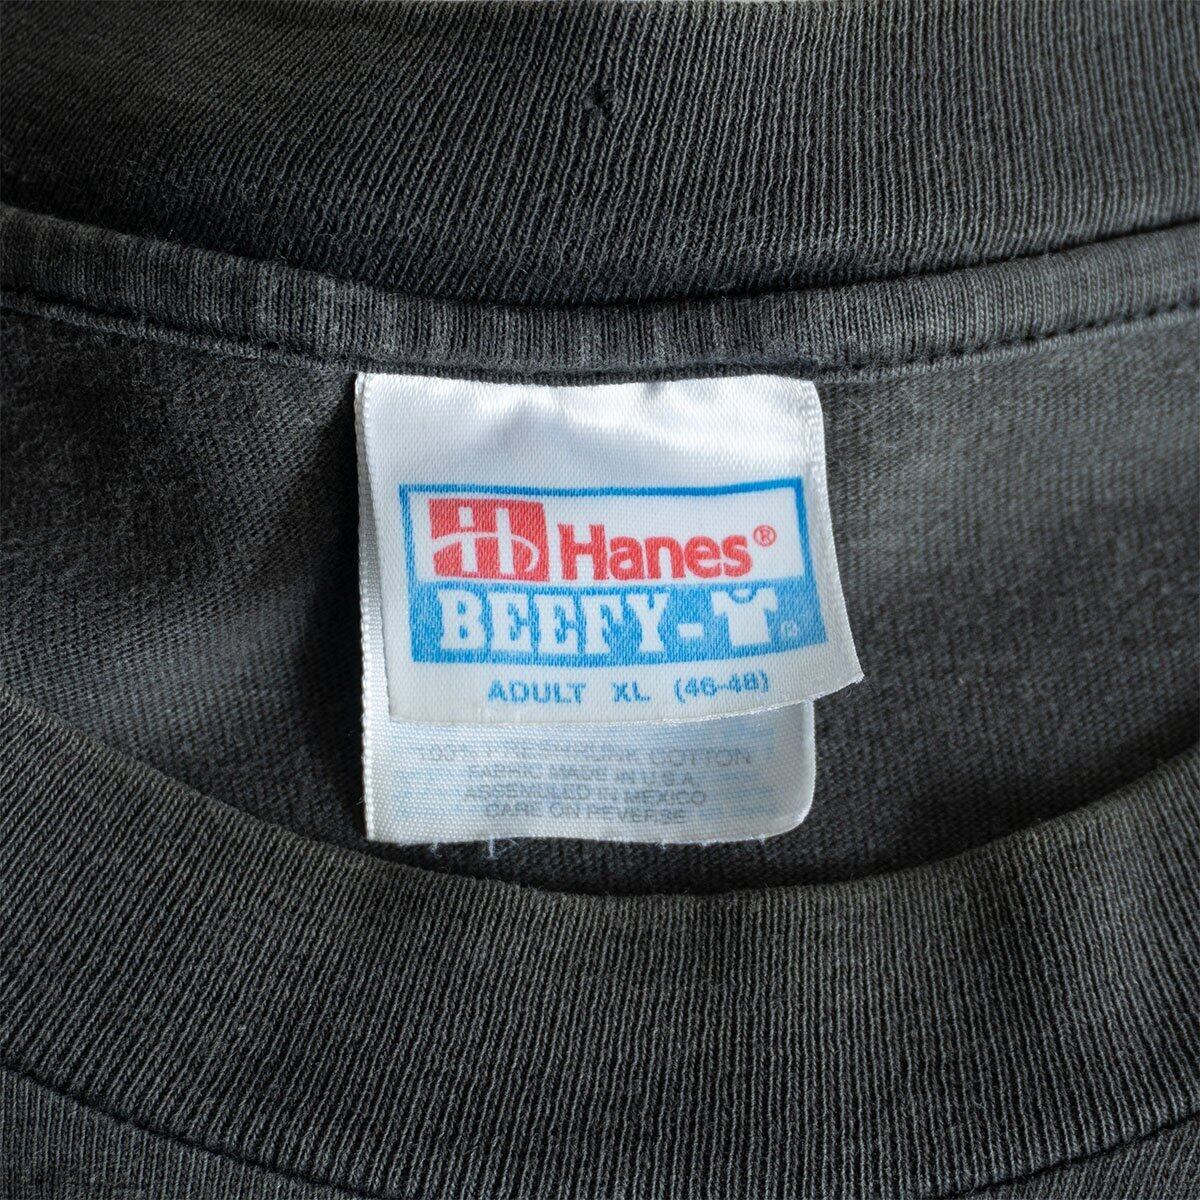 Hanes®
BEEFY-T
ADULT XL (46-48)
100% PRESHRUNK COTTON
FABRIC MADE IN U.S.A.
ASSEMBLED IN MEXICO
CARE ON REVERSE